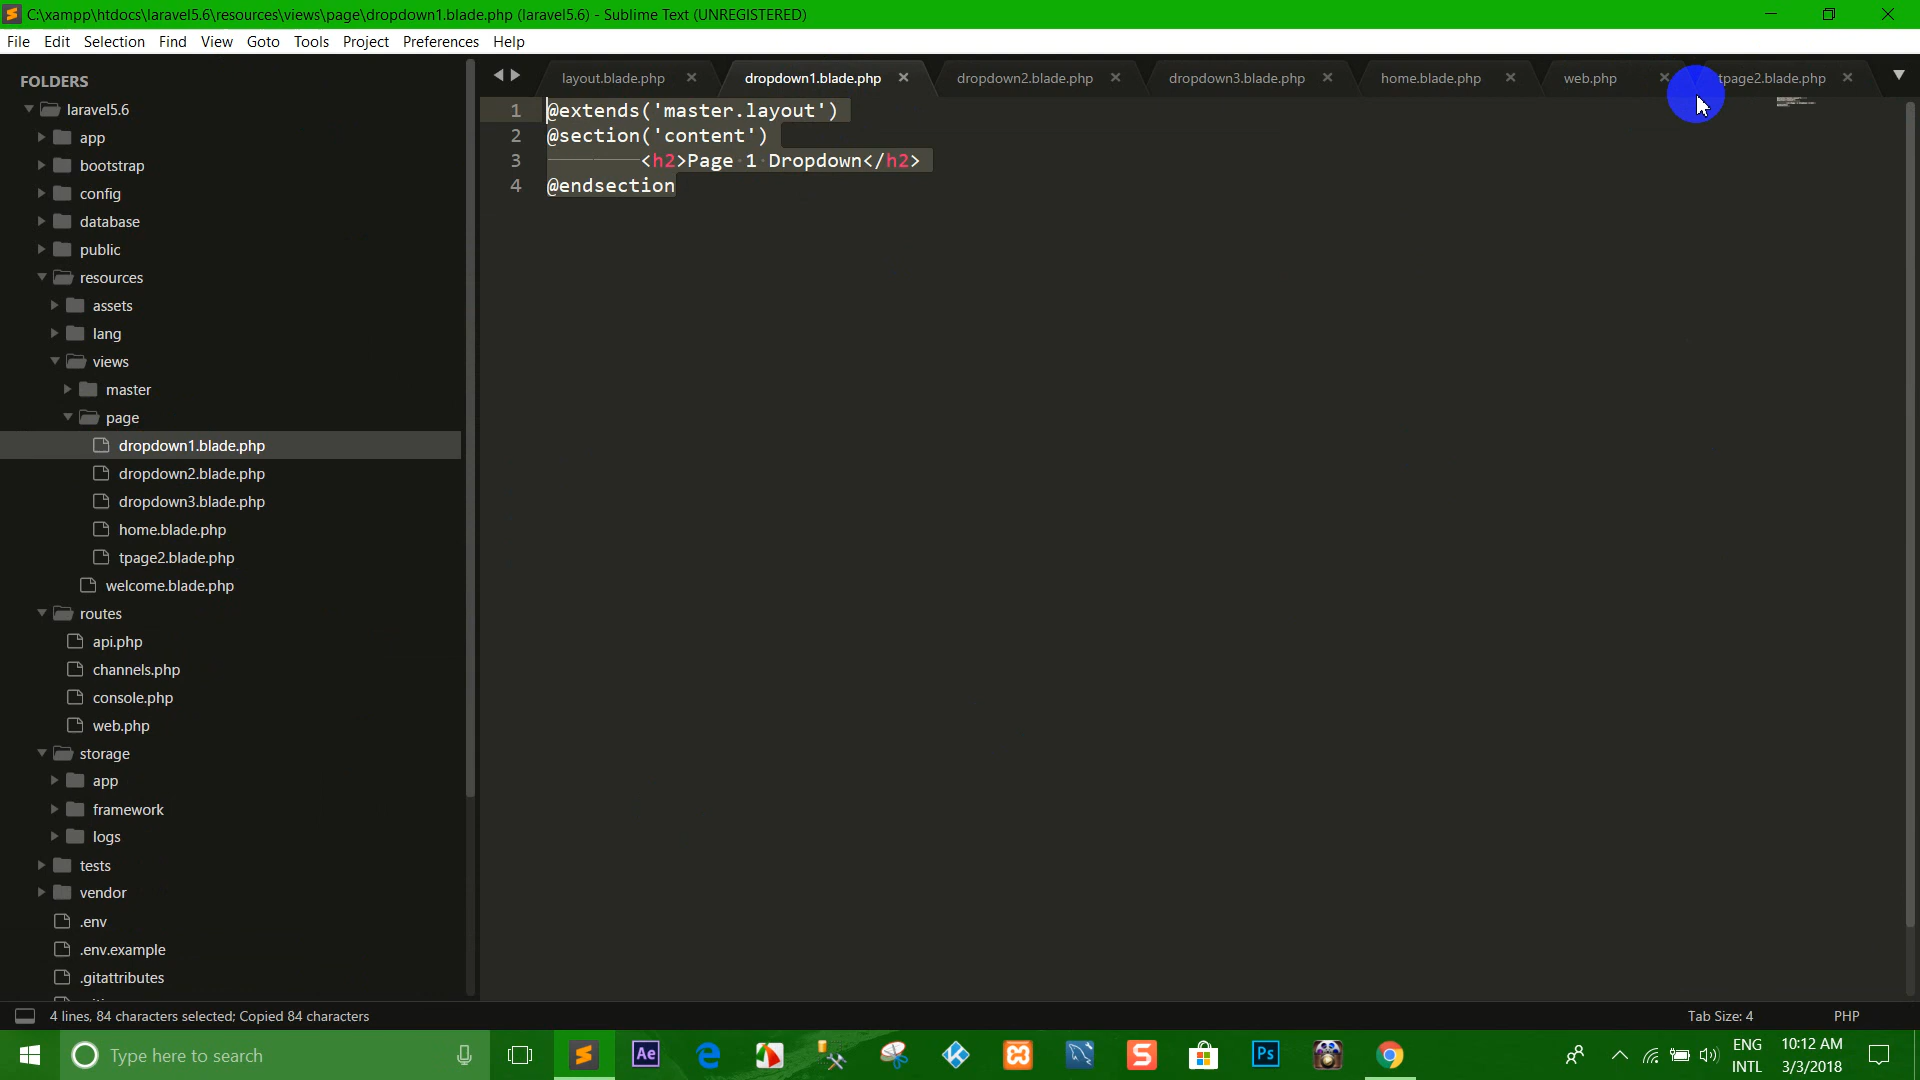 C:\xampp\htdocs\laravel5.6\resources\views\page\dropdown1.blade.php (laravel5.6) - Sublime Text (UNREGISTERED)
File Edit Selection Find View Goto Tools Project Preferences Help
FOLDERS
laravel5.6
app
bootstrap
config
database
public
resources
assets
lang
views
master
page
dropdown1.blade.php
dropdown2.blade.php
dropdown3.blade.php
home.blade.php
tpage2.blade.php
welcome.blade.php
routes
api.php
channels.php
console.php
web.php
storage
app
framework
logs
tests
vendor
.env
.env.example
.gitattributes
layout.blade.php dropdown1.blade.php dropdown2.blade.php dropdown3.blade.php home.blade.php web.php tpage2.blade.php
1 @extends('master.layout')
2 @section('content')
3 <h2>Page 1 Dropdown</h2>
4 @endsection
4 lines, 84 characters selected; Copied 84 characters
Tab Size: 4 PHP
Type here to search
Ae
Ps
ENG
INTL
10:12 AM
3/3/2018